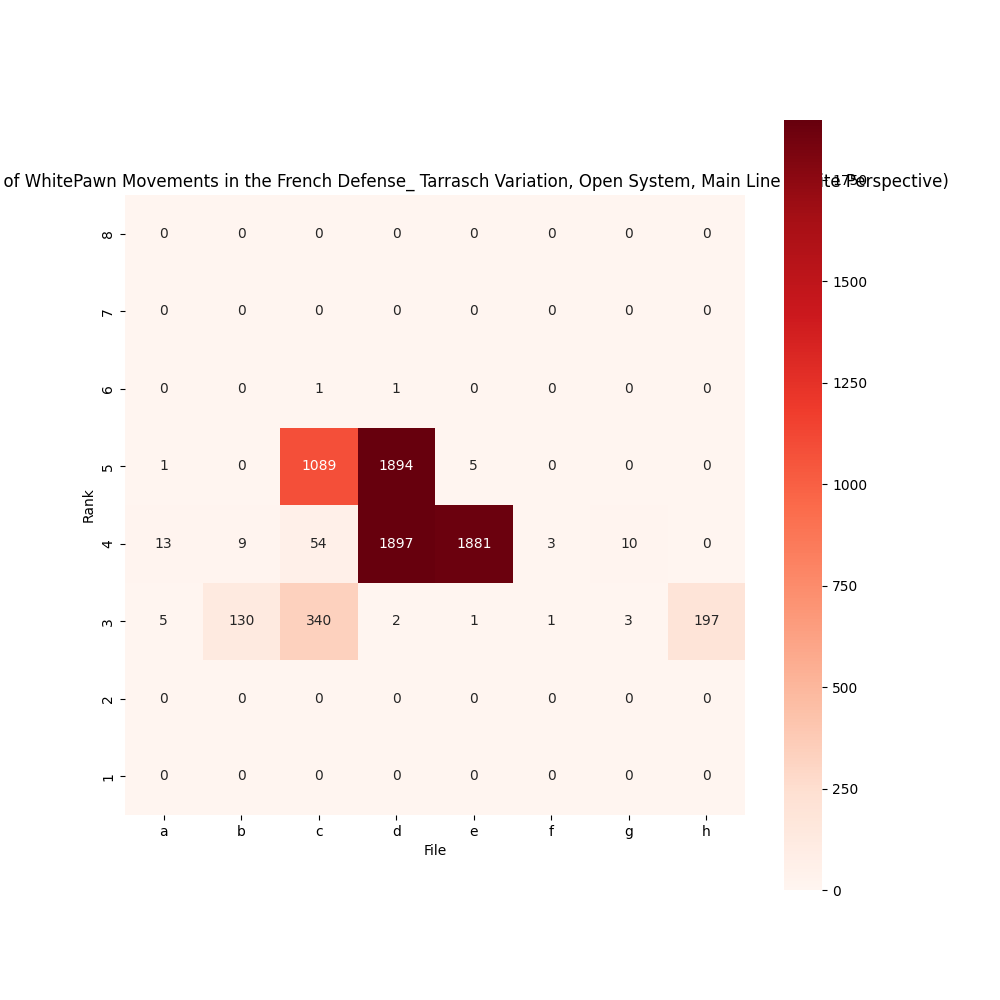 of WhitePawn Movements in the French Defense_ Tarrasch Variation, Open System, Main Line Perspective)
8 0 0 0 0 0 0 0 0
7 0 0 0 0 0 0 0 0
6 0 0 1 1 0 0 0 0
5 1 0 1089 1894 5 0 0 0
4 13 9 54 1897 1881 3 10 0
3 5 130 340 2 1 1 3 197
2 0 0 0 0 0 0 0 0
1 0 0 0 0 0 0 0 0
Rank
a b c d e f g h
File
1750
1500
1250
1000
750
500
250
0